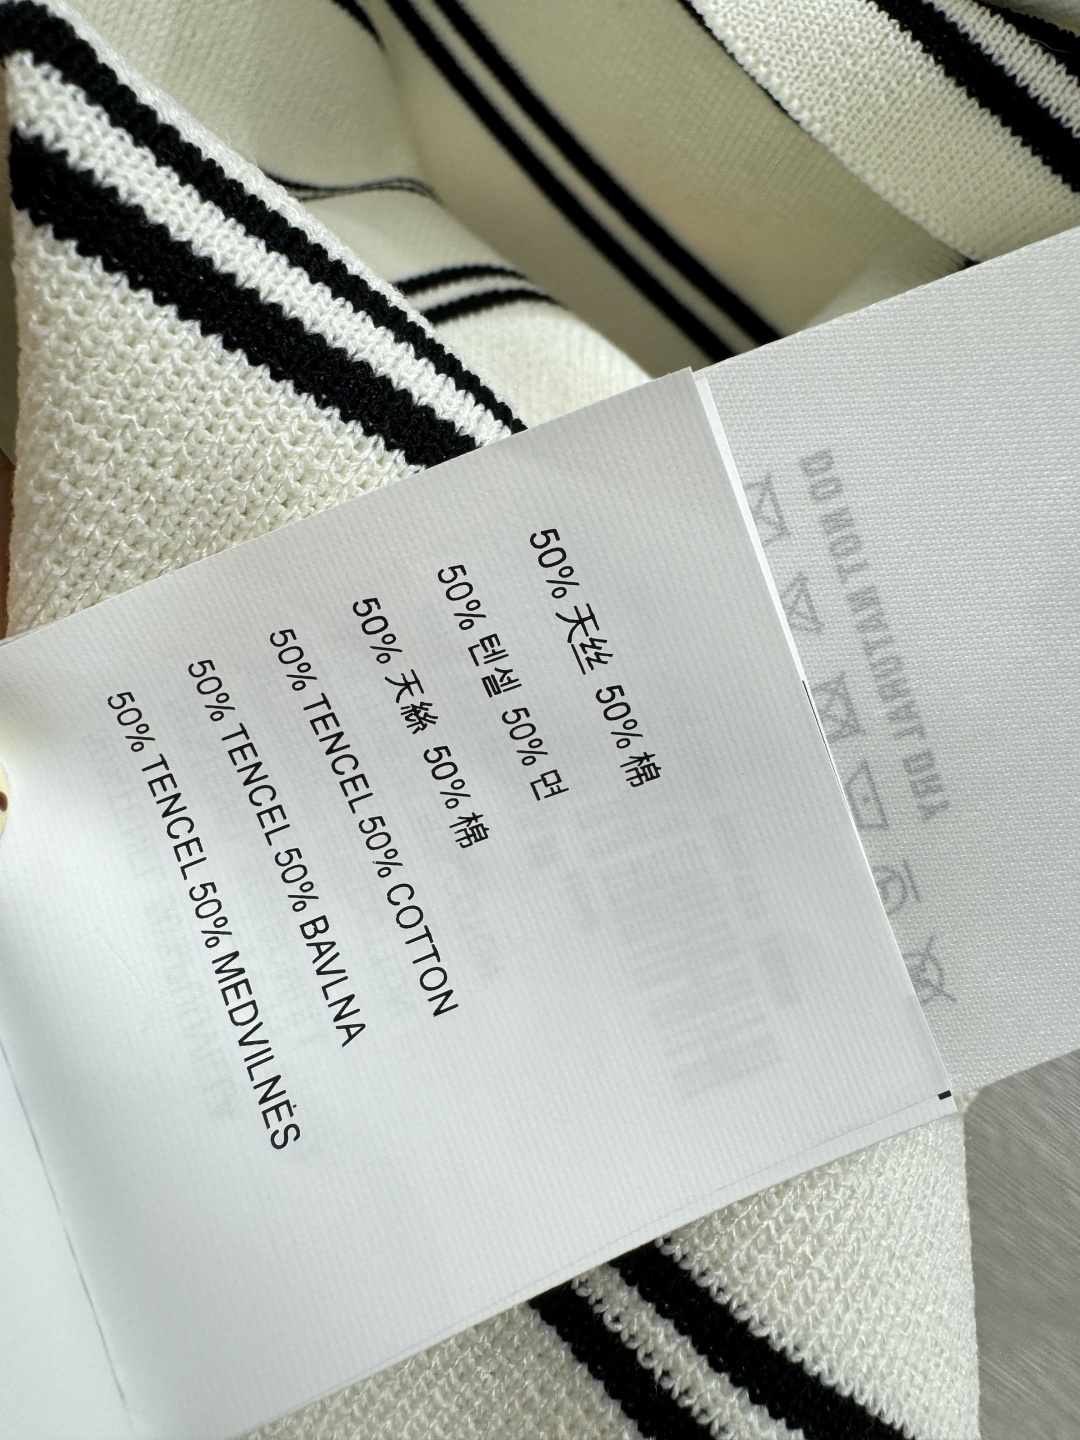 50% 天丝 50% 棉
50% 텐셀 50% 면
50% 天絲 50% 棉
50% TENCEL 50% COTTON
50% TENCEL 50% BAVLNA
50% TENCEL 50% MEDVILNĖS